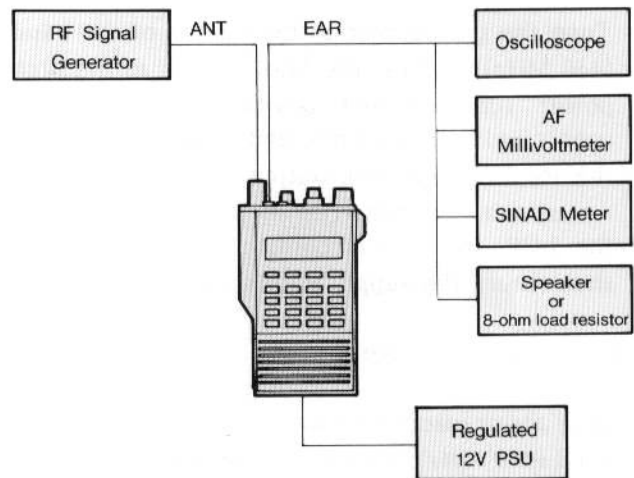 RF Signal
Generator
ANT
EAR
Oscilloscope
AF
Millivoltmeter
SINAD Meter
Speaker
or
8-ohm load resistor
Regulated
12V PSU